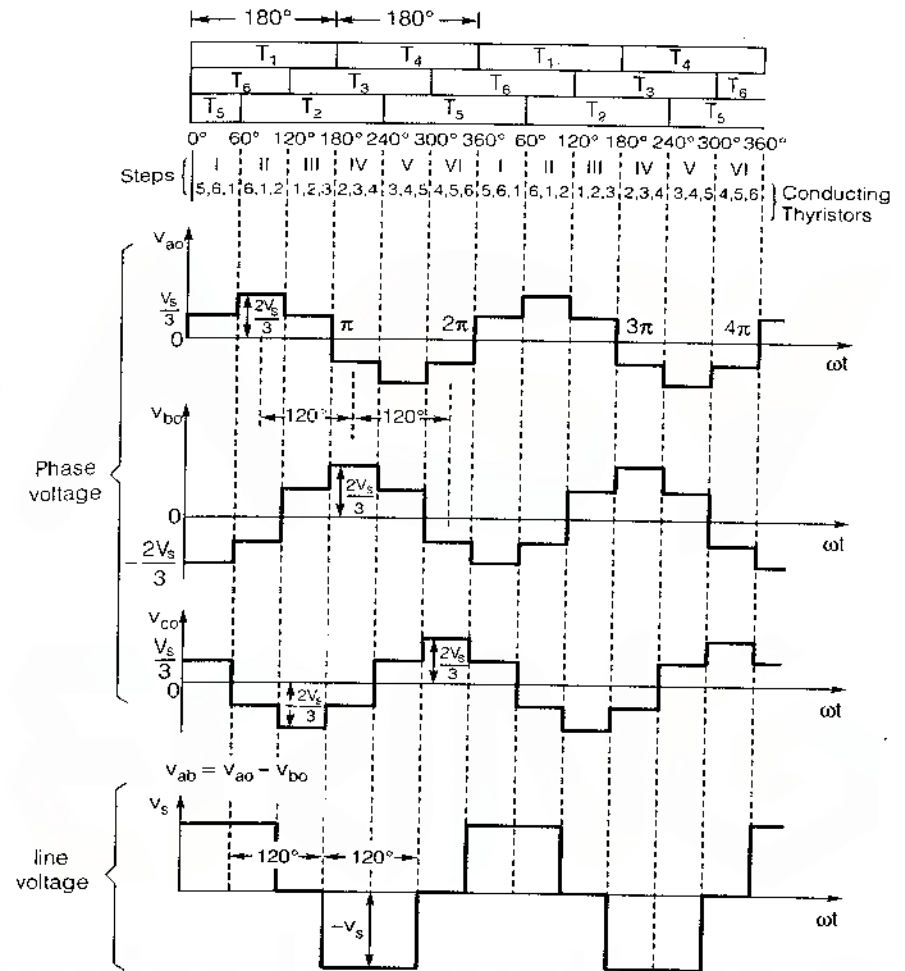 180° 180°
T1 T4 T1. T4
T6 T3 T6 T3 T6
T5 T2 T5 T2 T5
0° 60° 120° 180° 240° 300° 360° 60° 120° 180° 240° 300° 360°
Steps I II III IV V VI I II III IV V VI
5,6,1 6,1,2 1,2,3 2,3,4 3,4,5 4,5,6 5,6,1 6,1,2 1,2,3 2,3,4 3,4,5 4,5,6 Conducting
Thyristors
Vao
Vs/3
2Vs/3 π 2π 3π 4π
0
ωt
Vbo 120° 120°
Phase
voltage
2Vs/3
0
ωt
-2Vs/3
Vco
Vs/3
2Vs/3
0
2Vs/3
ωt
vab = vao - vbo
Vs
line
voltage
120° 120°
ωt
-Vs